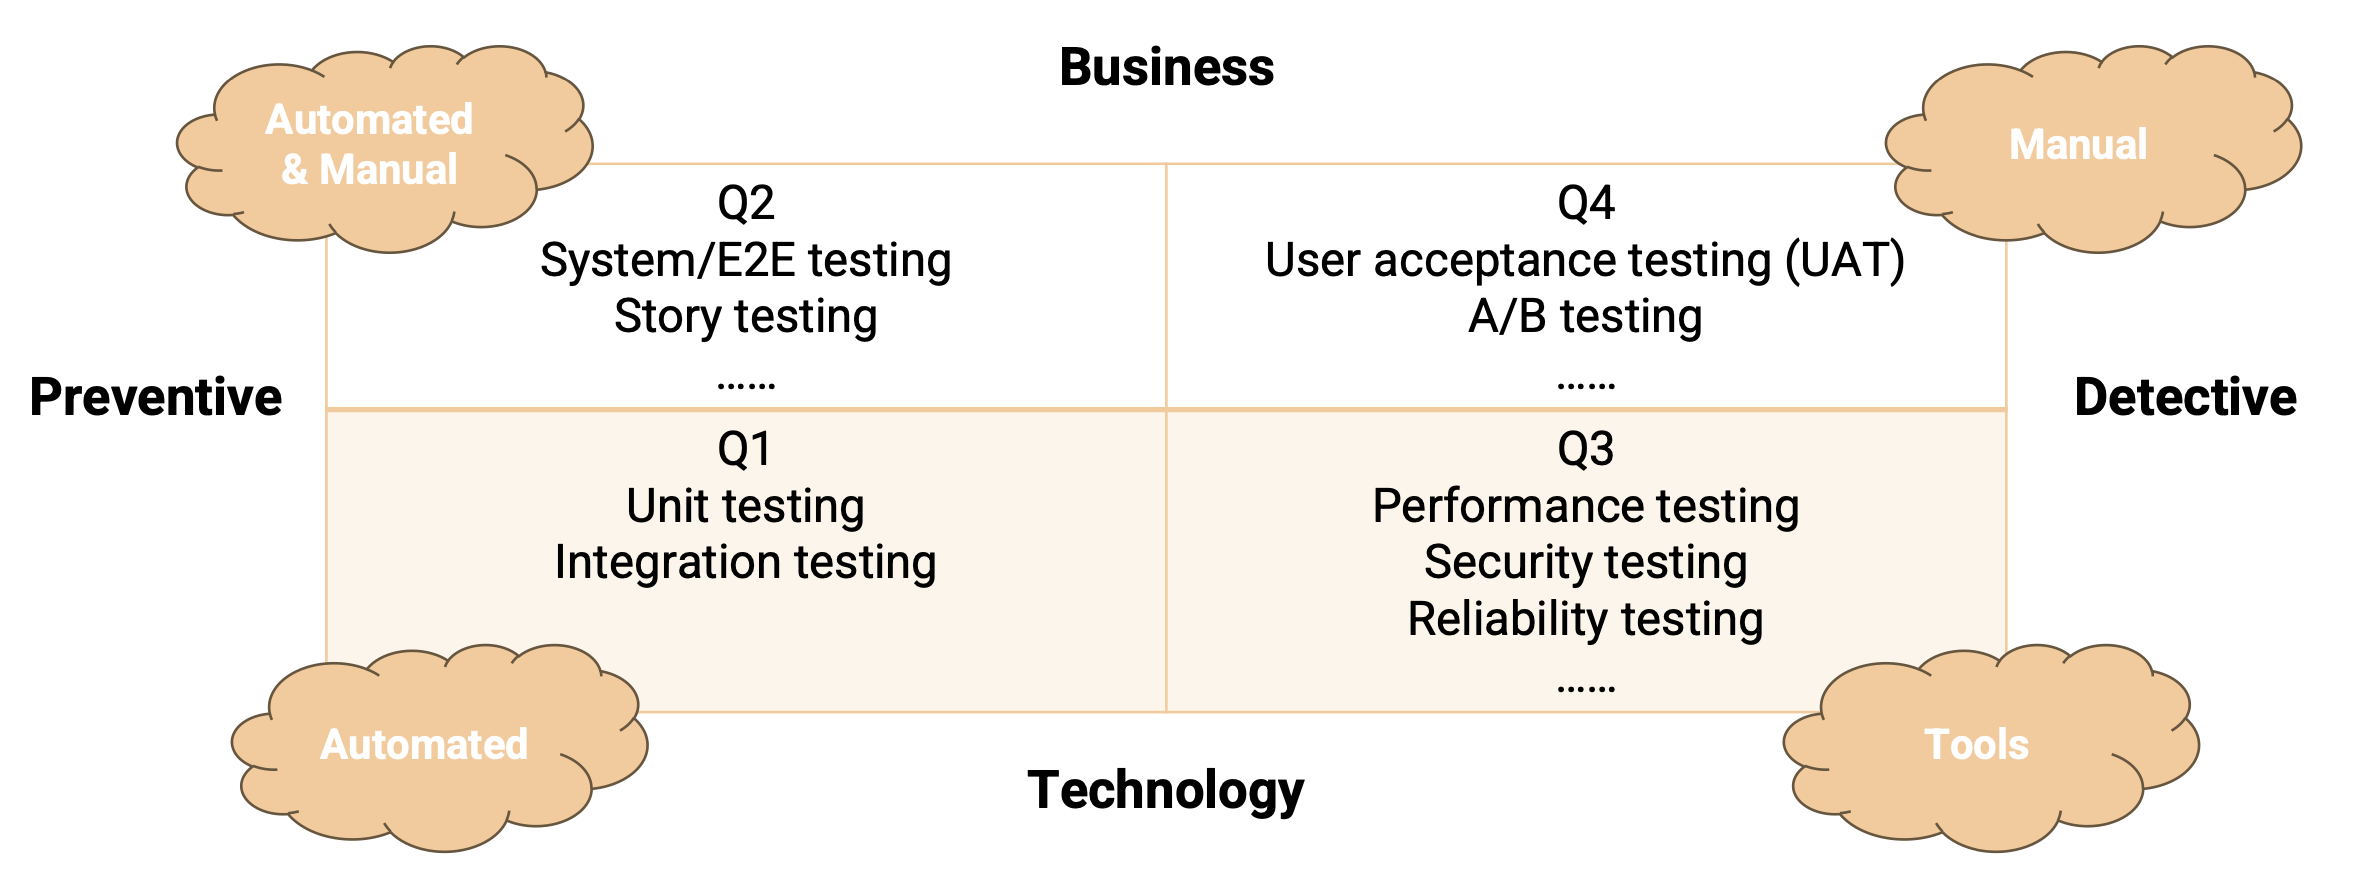 Business
Automated
& Manual
Manual
Q2
System/E2E testing
Story testing
......
Q4
User acceptance testing (UAT)
A/B testing
......
Preventive
Detective
Q1
Unit testing
Integration testing
Q3
Performance testing
Security testing
Reliability testing
......
Automated
Tools
Technology